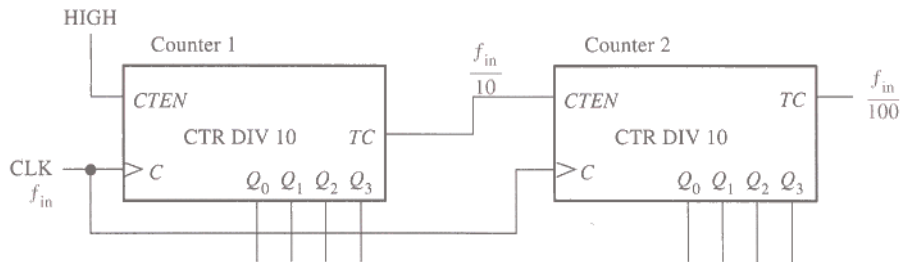 HIGH
Counter 1
Counter 2
f_in/10
f_in/100
CTEN
CTR DIV 10
TC
CLK
f_in
C
Q₀ Q₁ Q₂ Q₃
CTEN
TC
CTR DIV 10
C
Q₀ Q₁ Q₂ Q₃